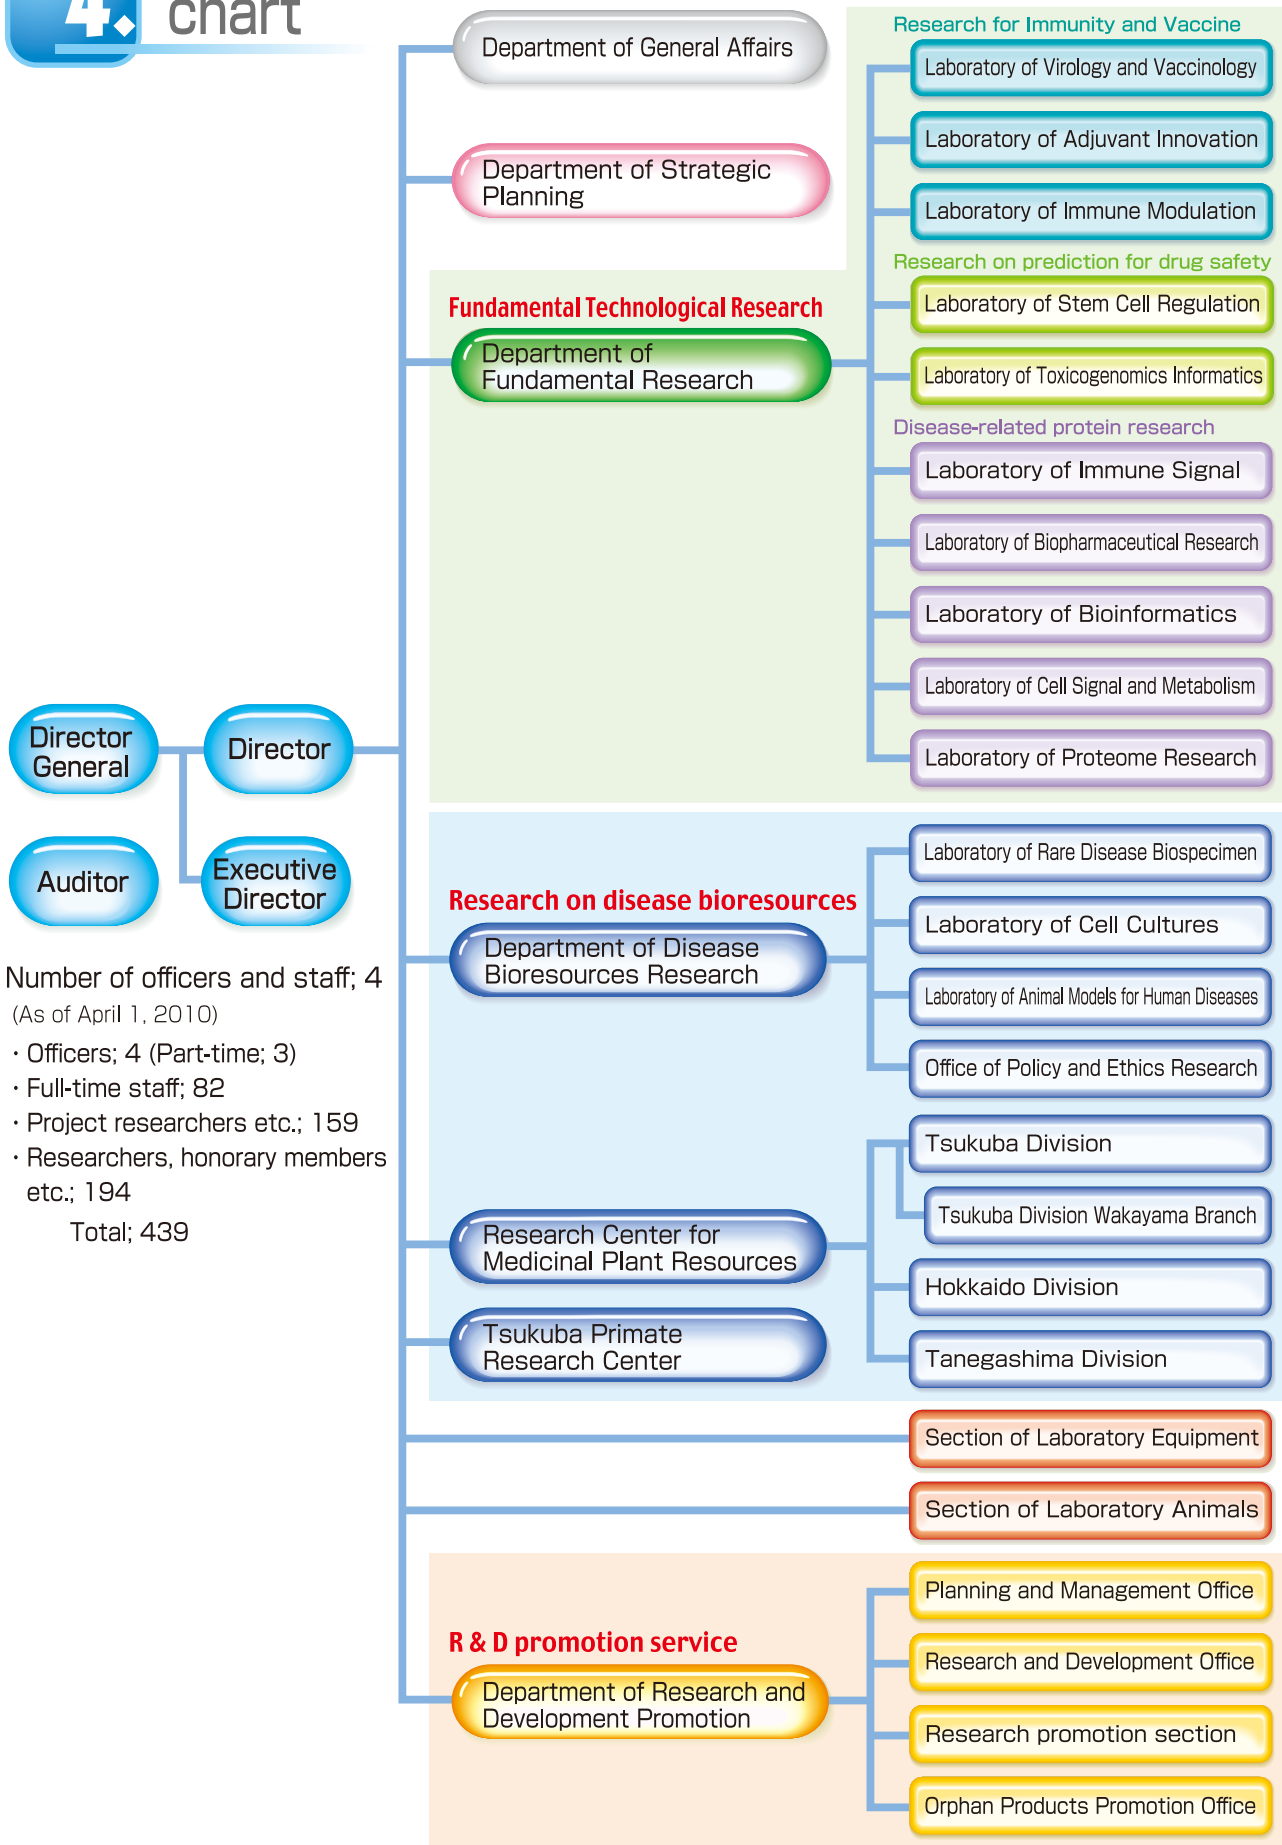 4.
chart
Department of General Affairs
Department of Strategic
Planning
Fundamental Technological Research
Department of
Fundamental Research
Research for Immunity and Vaccine
Laboratory of Virology and Vaccinology
Laboratory of Adjuvant Innovation
Laboratory of Immune Modulation
Research on prediction for drug safety
Laboratory of Stem Cell Regulation
Laboratory of Toxicogenomics Informatics
Disease-related protein research
Laboratory of Immune Signal
Laboratory of Biopharmaceutical Research
Laboratory of Bioinformatics
Laboratory of Cell Signal and Metabolism
Laboratory of Proteome Research
Director
General
Director
Auditor
Executive
Director
Number of officers and staff; 4
(As of April 1, 2010)
・Officers; 4 (Part-time; 3)
・Full-time staff; 82
・Project researchers etc.; 159
・Researchers, honorary members
etc.; 194
Total; 439
Research on disease bioresources
Department of Disease
Bioresources Research
Laboratory of Rare Disease Biospecimen
Laboratory of Cell Cultures
Laboratory of Animal Models for Human Diseases
Office of Policy and Ethics Research
Research Center for
Medicinal Plant Resources
Tsukuba Division
Tsukuba Division Wakayama Branch
Hokkaido Division
Tanegashima Division
Tsukuba Primate
Research Center
Section of Laboratory Equipment
Section of Laboratory Animals
R & D promotion service
Department of Research and
Development Promotion
Planning and Management Office
Research and Development Office
Research promotion section
Orphan Products Promotion Office